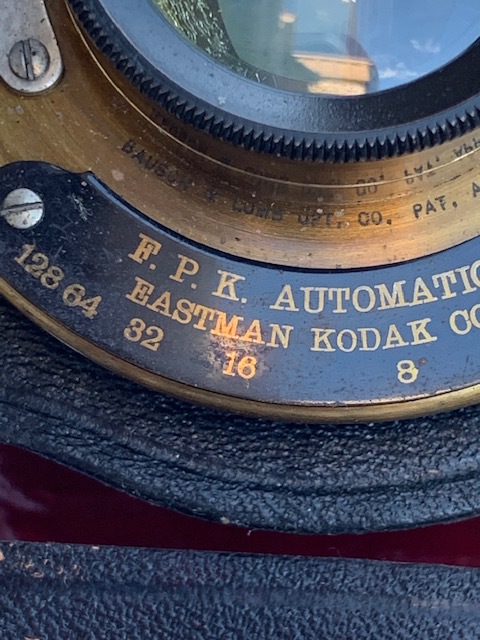 BAUSCH & LOMB OPT. CO. PAT. A
F. P. K. AUTOMATIC
EASTMAN KODAK CO
128 64 32 16 8